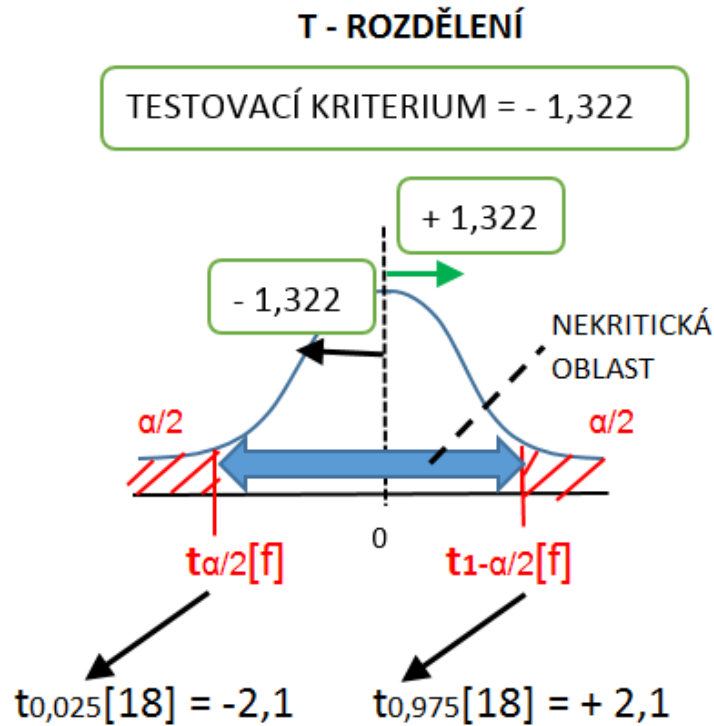 T - ROZDĚLENÍ
TESTOVACÍ KRITERIUM = - 1,322
+ 1,322
- 1,322
NEKRITICKÁ
OBLAST
α/2
α/2
0
tα/2[f]
t1-α/2[f]
t0,025[18] = -2,1
t0,975[18] = + 2,1